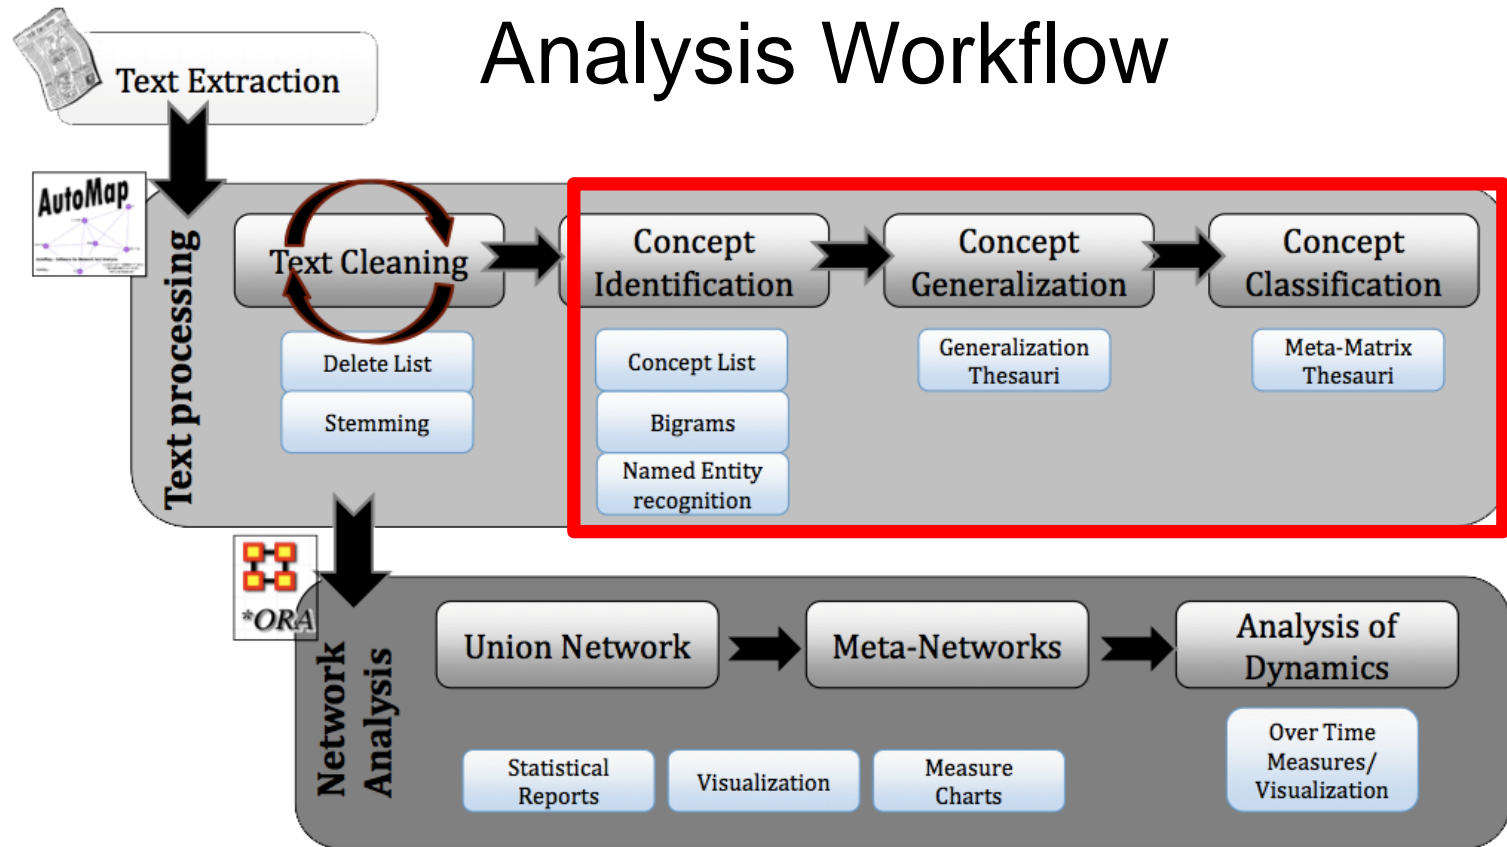 Analysis Workflow
Text Extraction
AutoMap
Text processing
Text Cleaning
Concept
Identification
Concept
Generalization
Concept
Classification
Delete List
Stemming
Concept List
Bigrams
Named Entity
recognition
Generalization
Thesauri
Meta-Matrix
Thesauri
*ORA
Network
Analysis
Union Network
Meta-Networks
Analysis of
Dynamics
Statistical
Reports
Visualization
Measure
Charts
Over Time
Measures/
Visualization